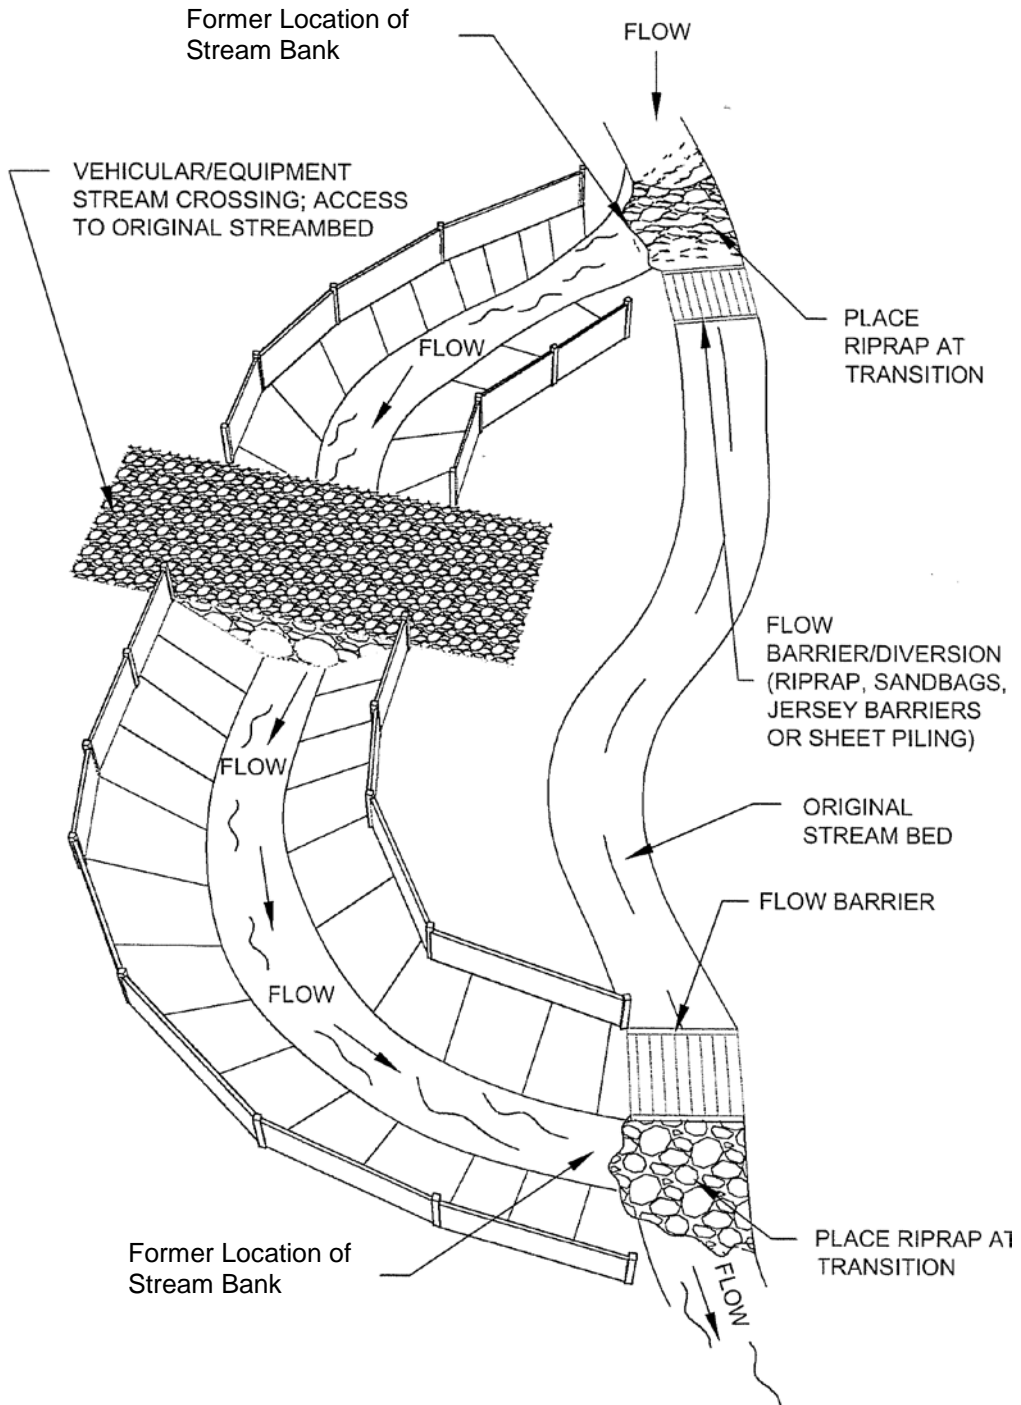 Former Location of
Stream Bank
FLOW
VEHICULAR/EQUIPMENT
STREAM CROSSING; ACCESS
TO ORIGINAL STREAMBED
PLACE
RIPRAP AT
TRANSITION
FLOW
FLOW
BARRIER/DIVERSION
(RIPRAP, SANDBAGS,
JERSEY BARRIERS
OR SHEET PILING)
FLOW
ORIGINAL
STREAM BED
FLOW BARRIER
FLOW
Former Location of
Stream Bank
PLACE RIPRAP AT
TRANSITION
FLOW